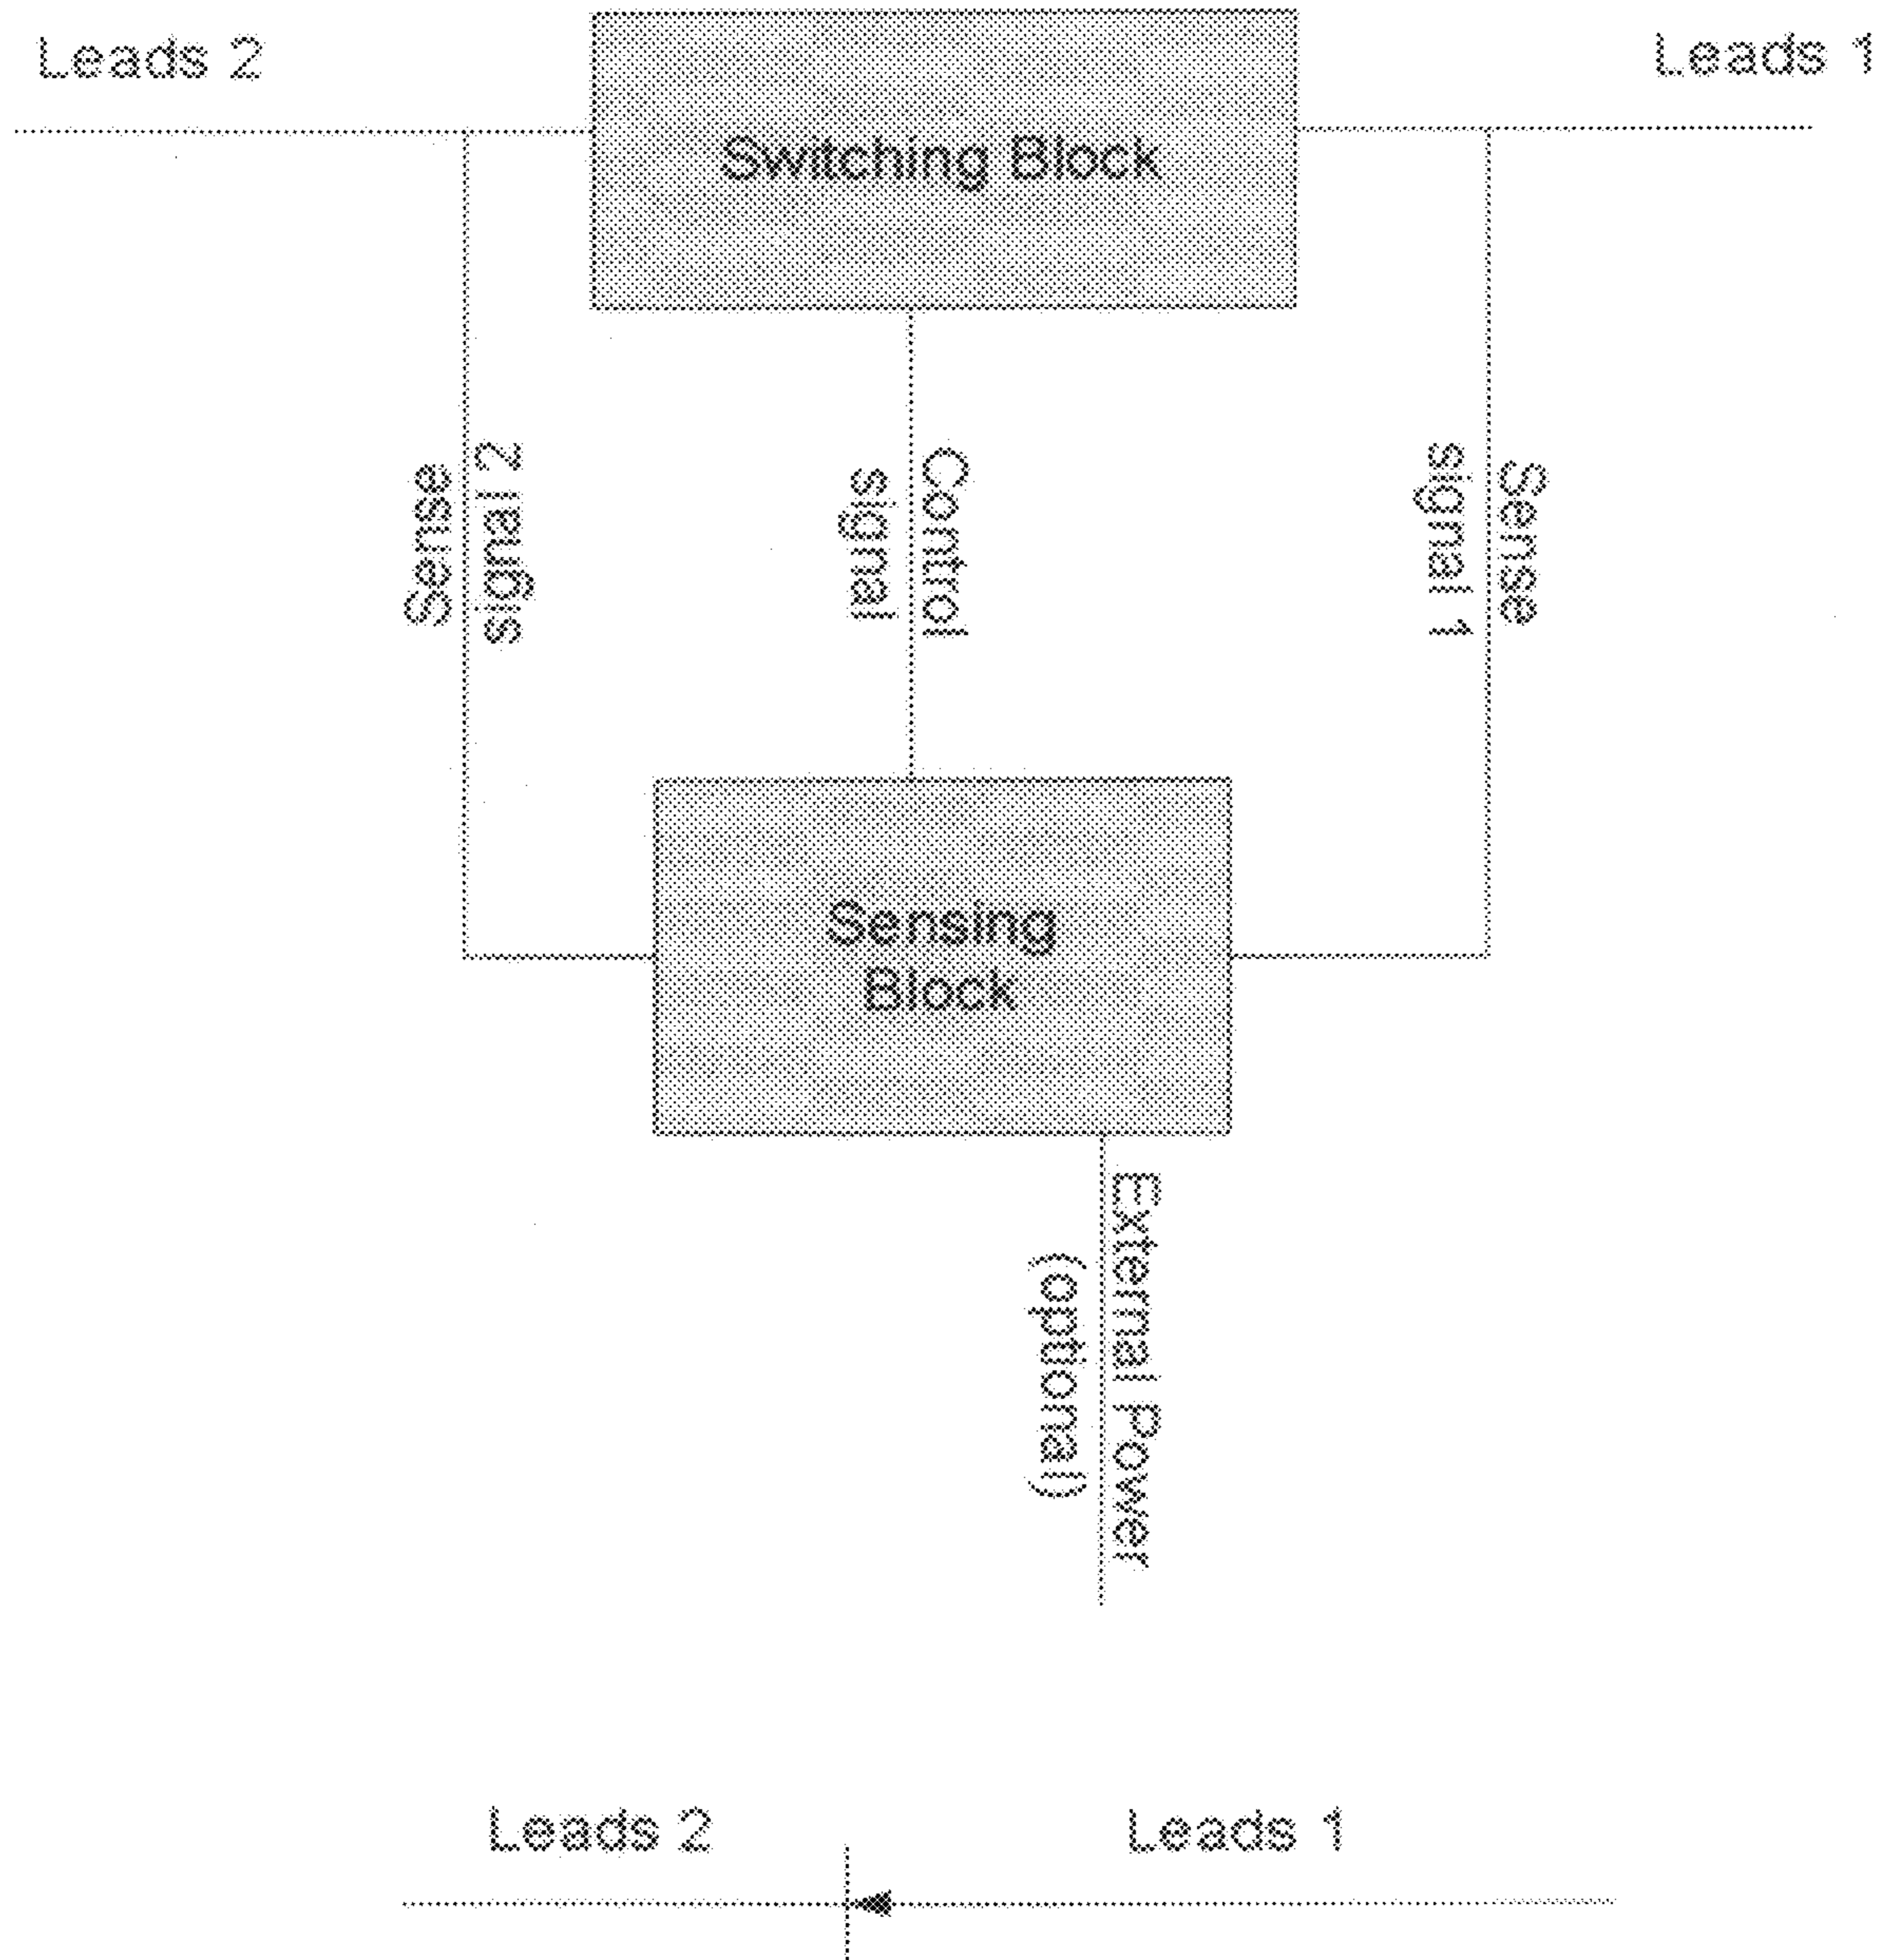 Leads 2
Leads 1
Switching Block
Sense
signal 2
Control
signal
Sense
signal 1
Sensing
Block
External Power
(optional)
Leads 2
Leads 1